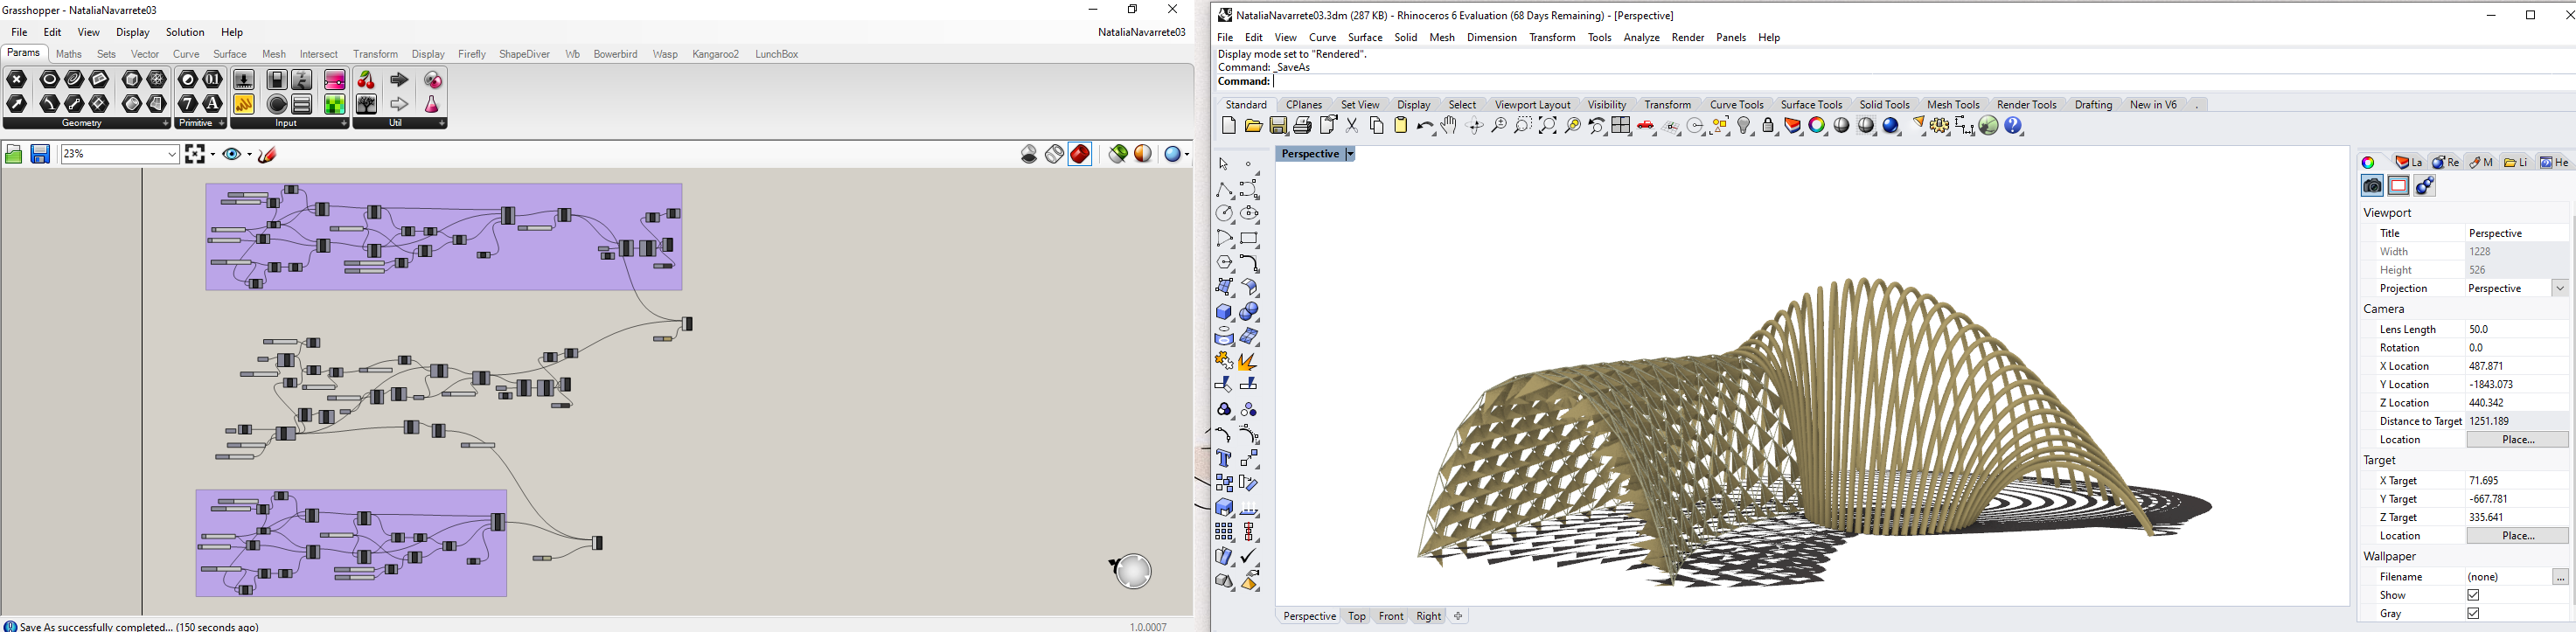 Grasshopper - NataliaNavarrete03
File Edit View Display Solution Help
NataliaNavarrete03
Params Maths Sets Vector Curve Surface Mesh Intersect Transform Display Firefly ShapeDiver Wb Bowerbird Wasp Kangaroo2 LunchBox
Geometry Primitive Input Util
23%
Save As successfully completed... (150 seconds ago)
1.0.0007
NataliaNavarrete03.3dm (287 KB) - Rhinoceros 6 Evaluation (68 Days Remaining) - [Perspective]
File Edit View Curve Surface Solid Mesh Dimension Transform Tools Analyze Render Panels Help
Display mode set to "Rendered".
Command: _SaveAs
Command:
Standard CPlanes Set View Display Select Viewport Layout Visibility Transform Curve Tools Surface Tools Solid Tools Mesh Tools Render Tools Drafting New in V6
Perspective
La Re M Li He
Viewport
Title Perspective
Width 1228
Height 526
Projection Perspective
Camera
Lens Length 50.0
Rotation 0.0
X Location 487.871
Y Location -1843.073
Z Location 440.342
Distance to Target 1251.189
Location Place...
Target
X Target 71.695
Y Target -667.781
Z Target 335.641
Location Place...
Wallpaper
Filename (none) ...
Show
Gray
Perspective Top Front Right